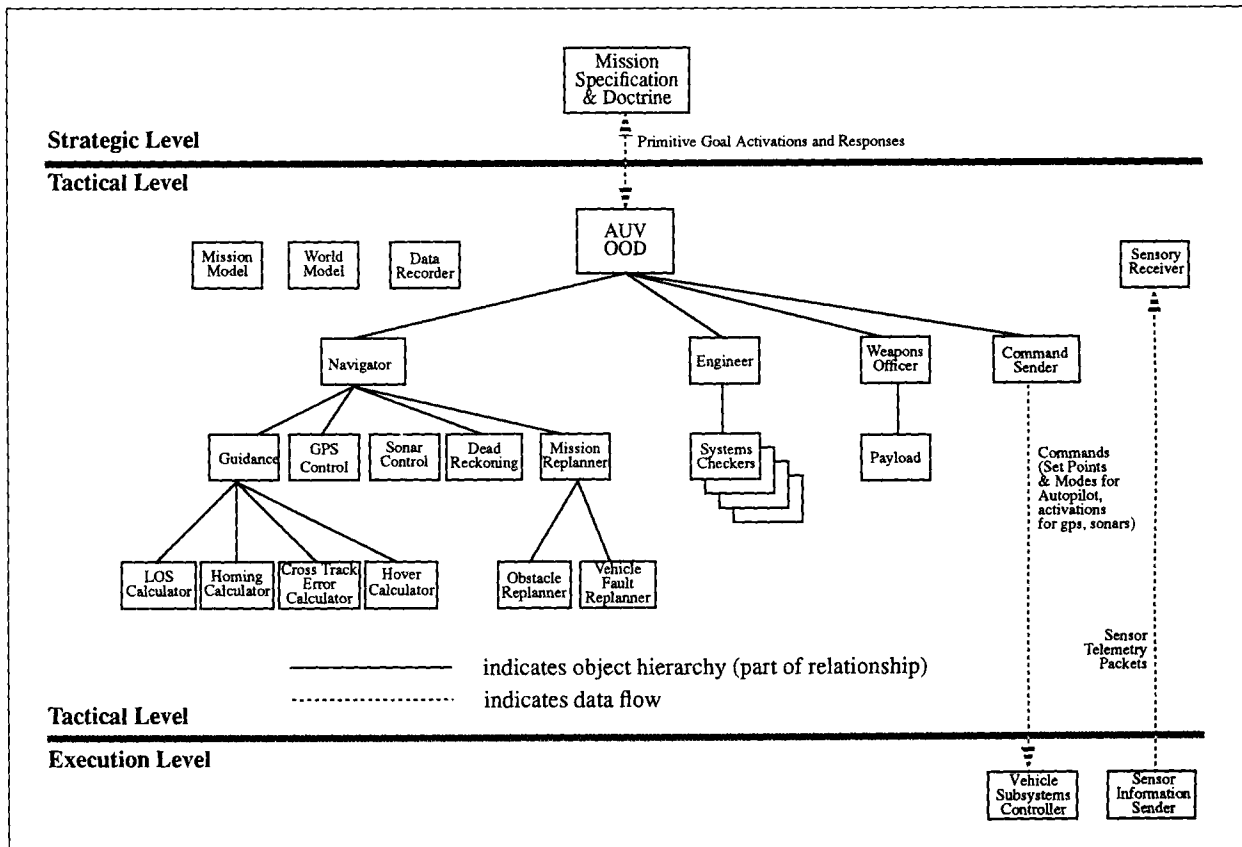 Mission
Specification
& Doctrine
Strategic Level
Primitive Goal Activations and Responses
Tactical Level
AUV
OOD
Mission
Model
World
Model
Data
Recorder
Sensory
Receiver
Navigator
Engineer
Weapons
Officer
Command
Sender
Guidance
GPS
Control
Sonar
Control
Dead
Reckoning
Mission
Replanner
Systems
Checkers
Payload
Commands
(Set Points
& Modes for
Autopilot,
activations
for gps, sonars)
LOS
Calculator
Homing
Calculator
Cross Track
Error
Calculator
Hover
Calculator
Obstacle
Replanner
Vehicle
Fault
Replanner
Sensor
Telemetry
Packets
indicates object hierarchy (part of relationship)
indicates data flow
Tactical Level
Execution Level
Vehicle
Subsystems
Controller
Sensor
Information
Sender